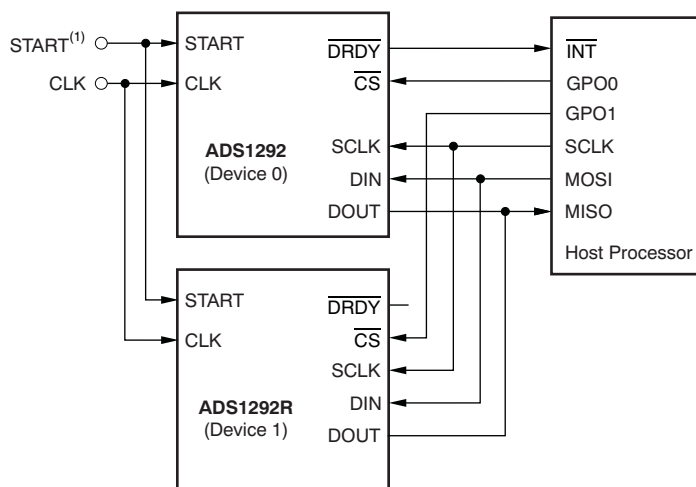 START(1)
CLK
START
CLK
ADS1292
(Device 0)
DRDY
CS
SCLK
DIN
DOUT
INT
GPO0
GPO1
SCLK
MOSI
MISO
Host Processor
START
CLK
ADS1292R
(Device 1)
DRDY
CS
SCLK
DIN
DOUT